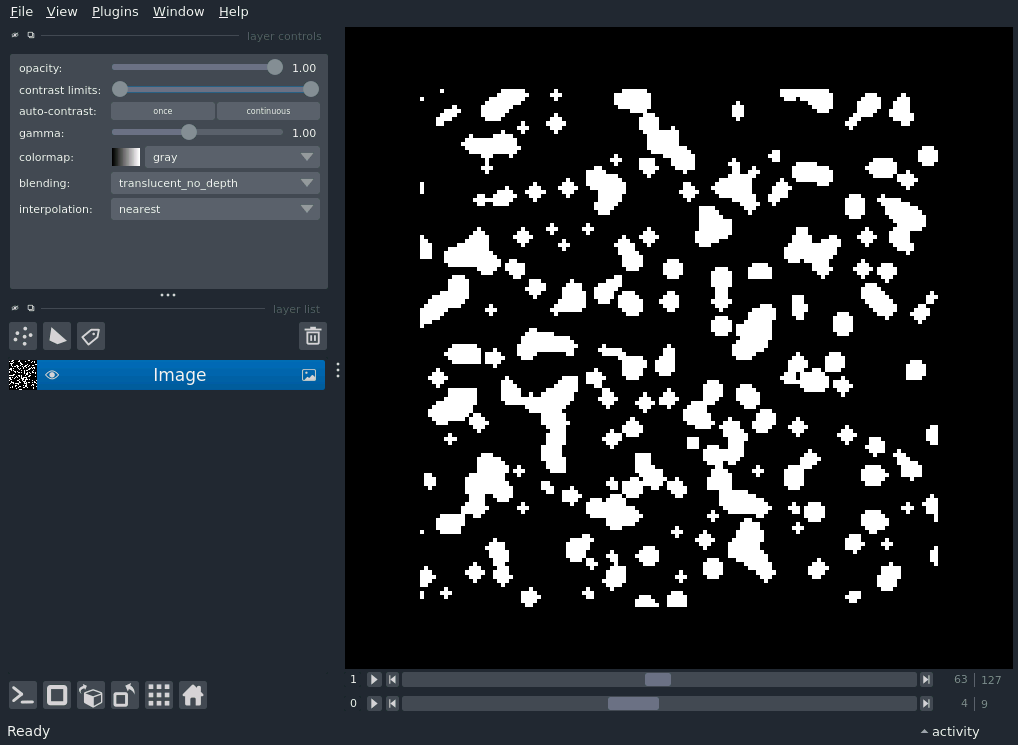 File View Plugins Window Help
layer controls
opacity: 1.00
contrast limits:
auto-contrast: once continuous
gamma: 1.00
colormap: gray
blending: translucent_no_depth
interpolation: nearest
layer list
Image
1 63 127
0 4 9
Ready activity